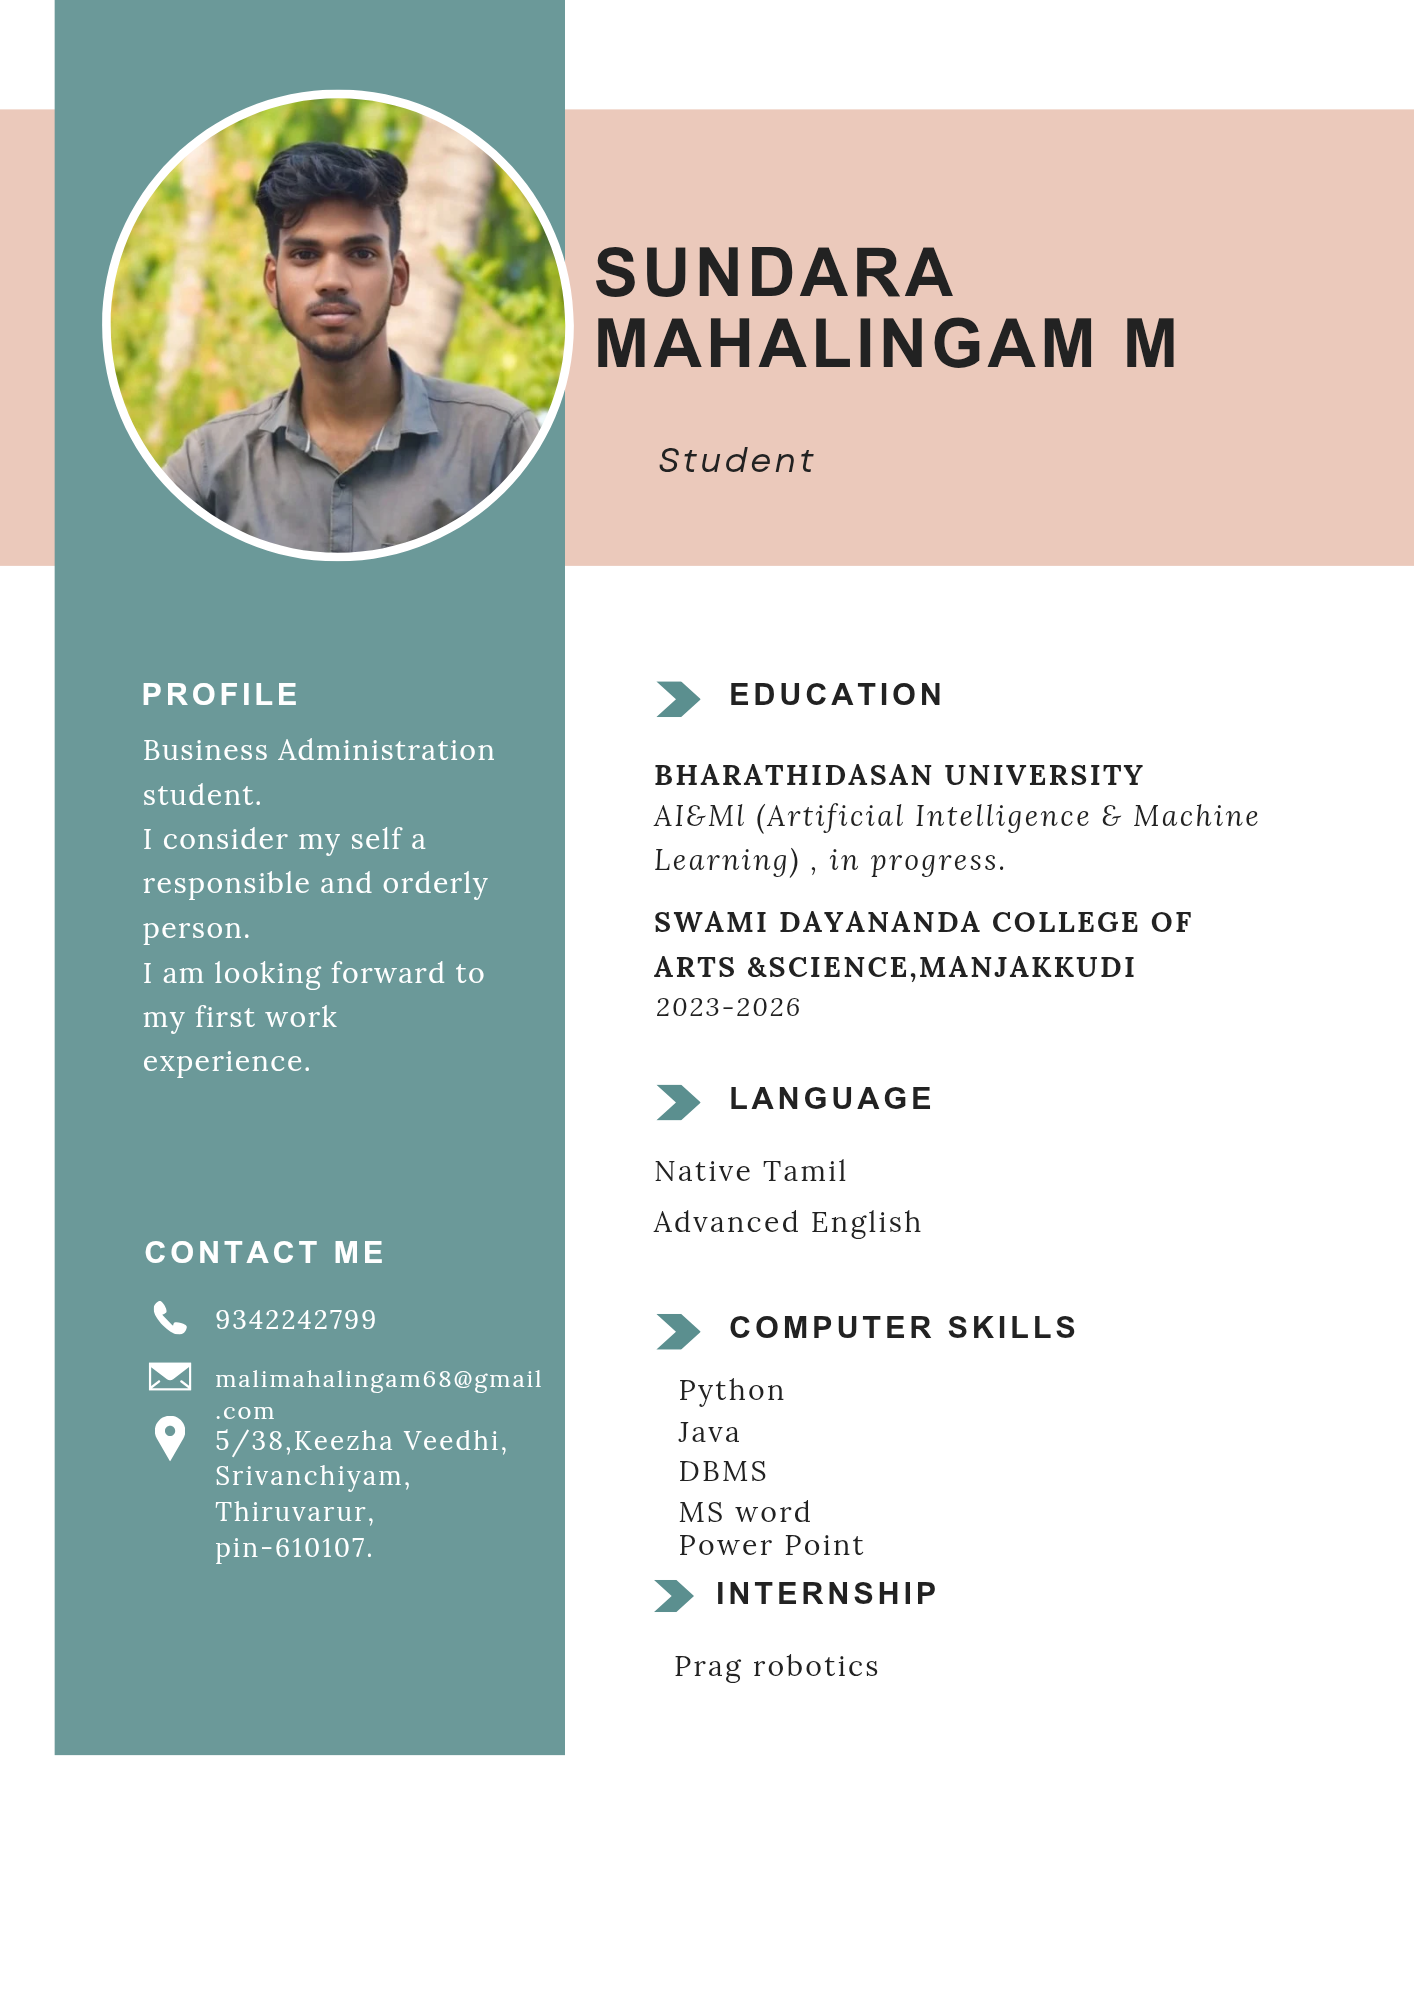 SUNDARA
MAHALINGAM M
Student
PROFILE
Business Administration
student.
I consider my self a
responsible and orderly
person.
I am looking forward to
my first work
experience.
CONTACT ME
9342242799
malimahalingam68@gmail
.com
5/38,Keezha Veedhi,
Srivanchiyam,
Thiruvarur,
pin-610107.
EDUCATION
BHARATHIDASAN UNIVERSITY
AI&Ml (Artificial Intelligence & Machine
Learning) , in progress.
SWAMI DAYANANDA COLLEGE OF
ARTS &SCIENCE,MANJAKKUDI
2023-2026
LANGUAGE
Native Tamil
Advanced English
COMPUTER SKILLS
Python
Java
DBMS
MS word
Power Point
INTERNSHIP
Prag robotics